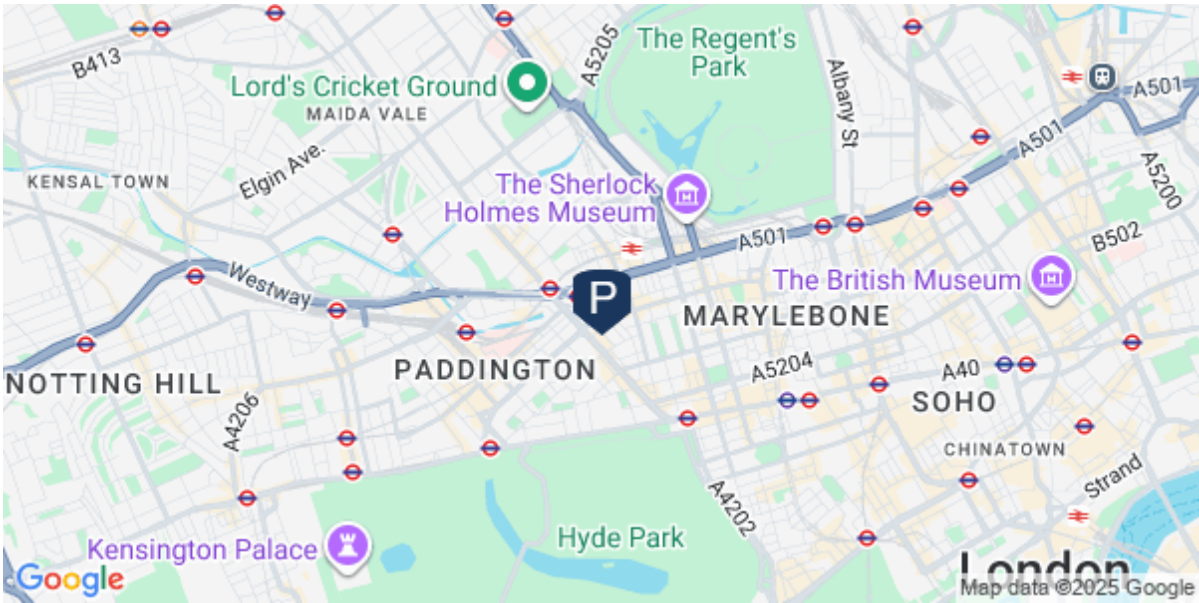 The Regent's
Park
A5205
B413
Lord's Cricket Ground
MAIDA VALE
Albany St
A501
A501
A5200
Elgin Ave.
KENSAL TOWN
The Sherlock
Holmes Museum
A501
B502
Westway
The British Museum
P
MARYLEBONE
PADDINGTON
A5204
A40
NOTTING HILL
SOHO
A4206
CHINATOWN
Strand
A4202
Hyde Park
Kensington Palace
London
Google
Map data ©2025 Google